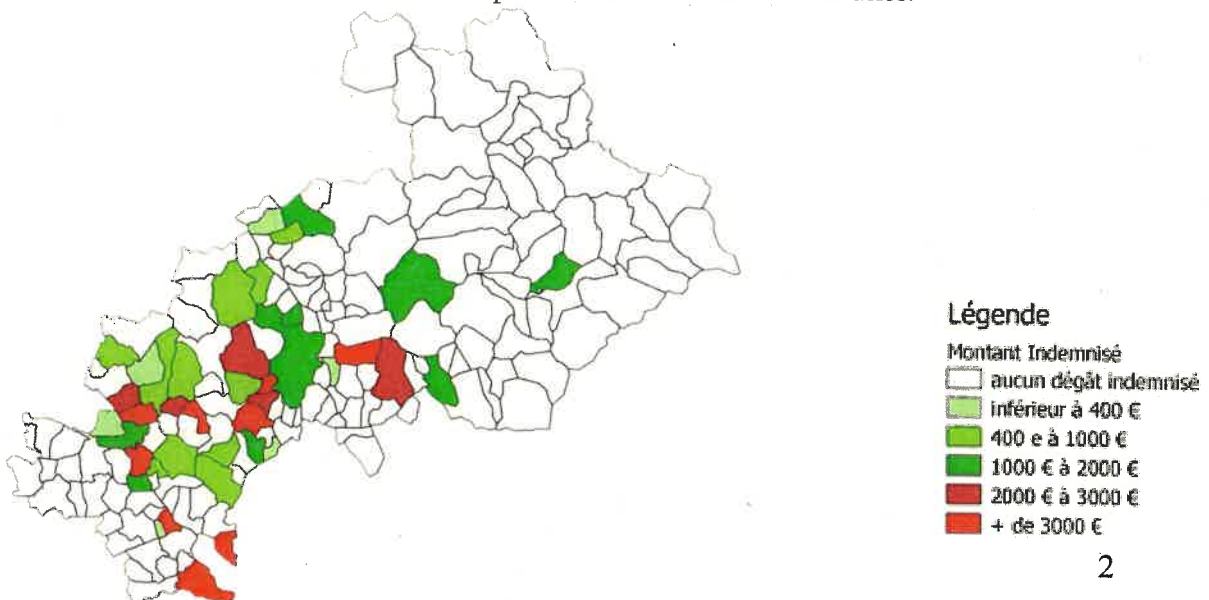 Légende
Montant Indemnisé
aucun dégât indemnisé
inférieur à 400 €
400 e à 1000 €
1000 € à 2000 €
2000 € à 3000 €
+ de 3000 €
2